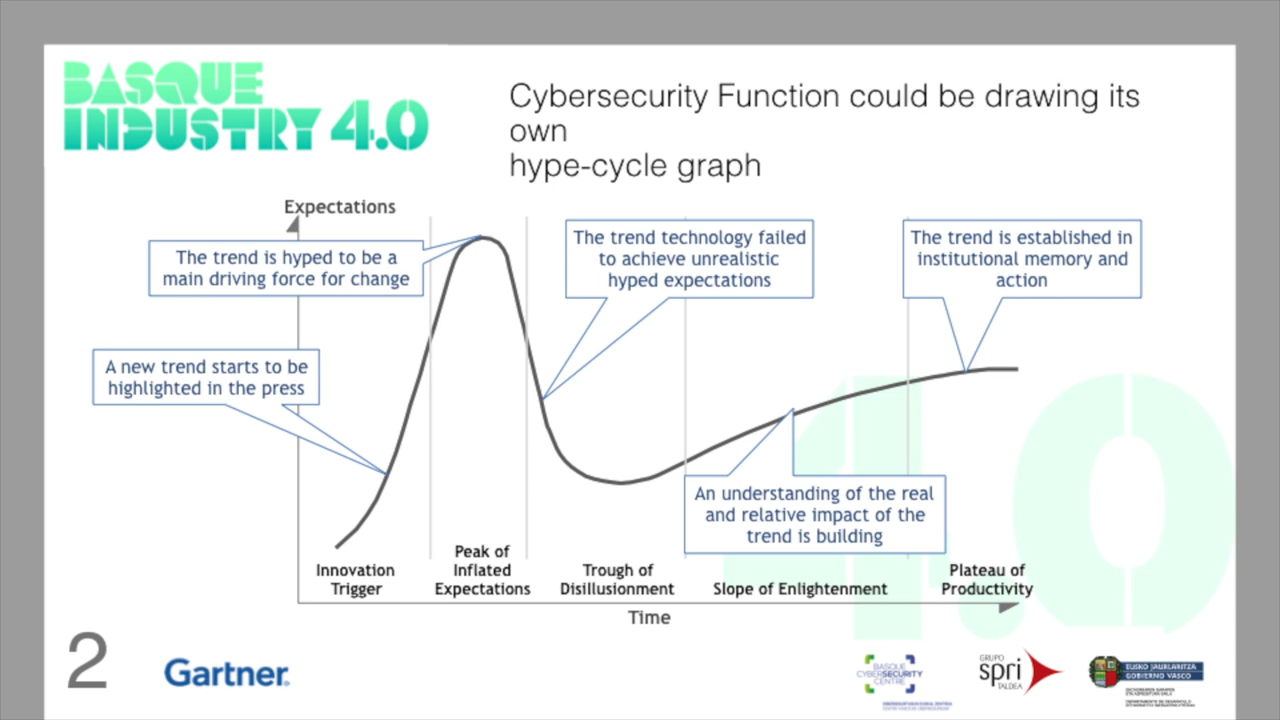 BASQUE
INDUSTRY 4.0
Cybersecurity Function could be drawing its
own
hype-cycle graph
Expectations
The trend is hyped to be a
main driving force for change
The trend technology failed
to achieve unrealistic
hyped expectations
The trend is established in
institutional memory and
action
A new trend starts to be
highlighted in the press
An understanding of the real
and relative impact of the
trend is building
Innovation
Trigger
Peak of
Inflated
Expectations
Trough of
Disillusionment
Slope of Enlightenment
Plateau of
Productivity
Time
4.0
2
Gartner
BASQUE
CYBERSECURITY
CENTRE
GRUPO
spri
TALDEA
EUSKO JAURLARITZA
GOBIERNO VASCO